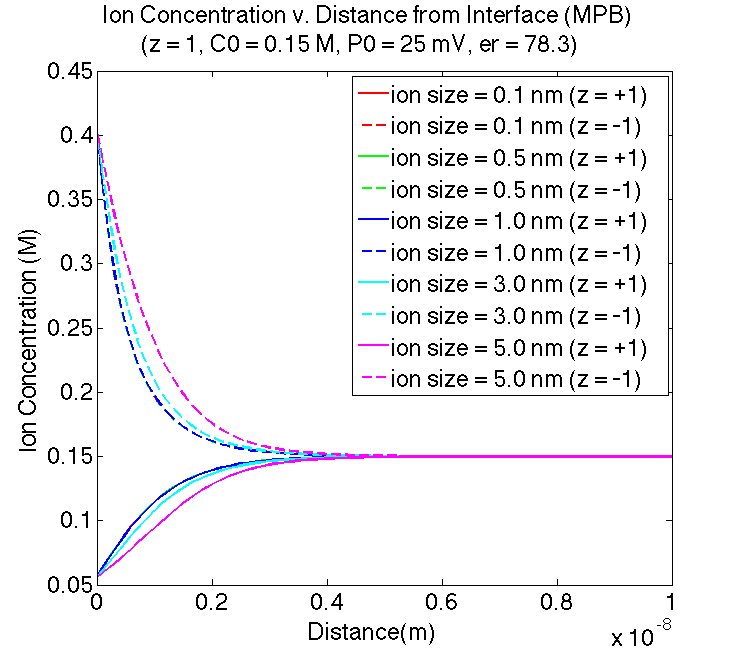 Ion Concentration v. Distance from Interface (MPB)
(z = 1, C0 = 0.15 M, P0 = 25 mV, er = 78.3)
0.45
0.4
0.35
0.3
0.25
0.2
0.15
0.1
0.05
Ion Concentration (M)
ion size = 0.1 nm (z = +1)
ion size = 0.1 nm (z = -1)
ion size = 0.5 nm (z = +1)
ion size = 0.5 nm (z = -1)
ion size = 1.0 nm (z = +1)
ion size = 1.0 nm (z = -1)
ion size = 3.0 nm (z = +1)
ion size = 3.0 nm (z = -1)
ion size = 5.0 nm (z = +1)
ion size = 5.0 nm (z = -1)
0 0.2 0.4 0.6 0.8 1
Distance(m)
x 10^-8